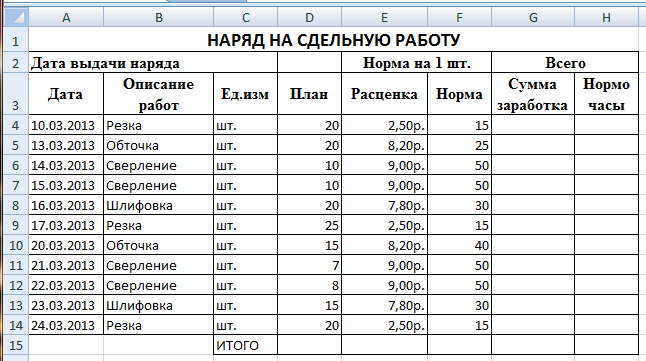 A B C D E F G H
1 НАРЯД НА СДЕЛЬНУЮ РАБОТУ
2 Дата выдачи наряда Норма на 1 шт. Всего
3 Дата Описание работ Ед.изм План Расценка Норма Сумма заработка Нормо часы
4 10.03.2013 Резка шт. 20 2,50р. 15
5 13.03.2013 Обточка шт. 20 8,20р. 25
6 14.03.2013 Сверление шт. 10 9,00р. 50
7 15.03.2013 Сверление шт. 10 9,00р. 50
8 16.03.2013 Шлифовка шт. 20 7,80р. 30
9 17.03.2013 Резка шт. 25 2,50р. 15
10 20.03.2013 Обточка шт. 15 8,20р. 40
11 21.03.2013 Сверление шт. 7 9,00р. 50
12 22.03.2013 Сверление шт. 8 9,00р. 50
13 23.03.2013 Шлифовка шт. 15 7,80р. 30
14 24.03.2013 Резка шт. 20 2,50р. 15
15 ИТОГО